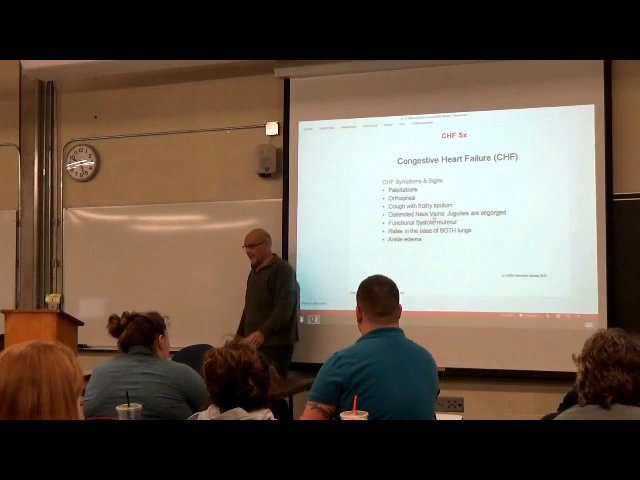 CHF Sx
Congestive Heart Failure (CHF)
CHF Symptoms & Signs
• Palpitations
• Orthopnea
• Cough with frothy sputum
• Distended Neck Veins: Jugulars are engorged
• Functional Systolic murmur
• Rales in the base of BOTH lungs
• Ankle edema